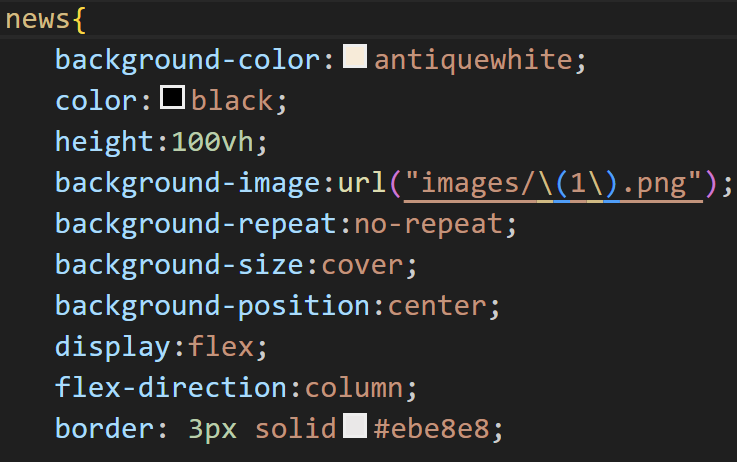 news{
background-color: antiquewhite;
color: black;
height:100vh;
background-image:url("images/\(1\).png");
background-repeat:no-repeat;
background-size:cover;
background-position:center;
display:flex;
flex-direction:column;
border: 3px solid #ebe8e8;